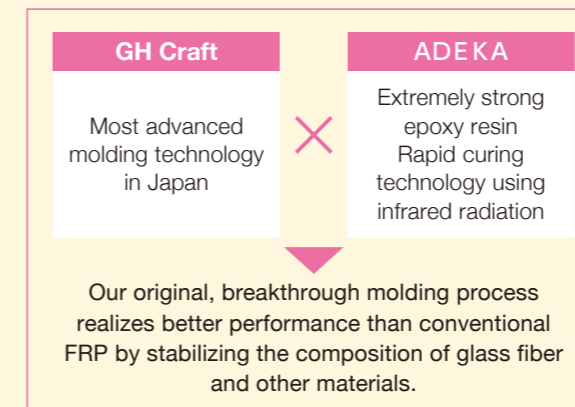 GH Craft
Most advanced
molding technology
in Japan
ADEKA
Extremely strong
epoxy resin
Rapid curing
technology using
infrared radiation
Our original, breakthrough molding process
realizes better performance than conventional
FRP by stabilizing the composition of glass fiber
and other materials.